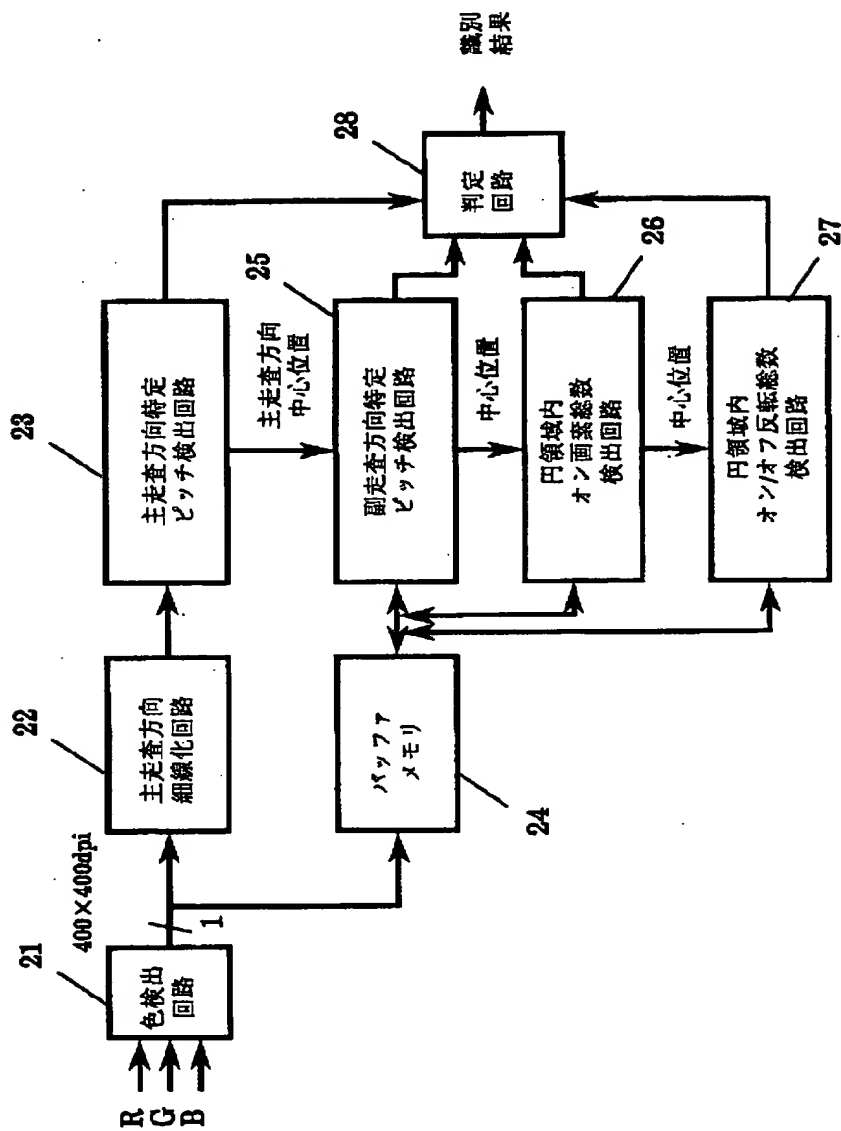 R
G
B
21
色検出
回路
400×400dpi
1
22
主走査方向
細線化回路
23
主走査方向特定
ピッチ検出回路
24
バッファ
メモリ
主走査方向
中心位置
25
副走査方向特定
ピッチ検出回路
中心位置
26
円領域内
オン画素総数
検出回路
中心位置
27
円領域内
オン/オフ反転総数
検出回路
28
判定
回路
識別
結果